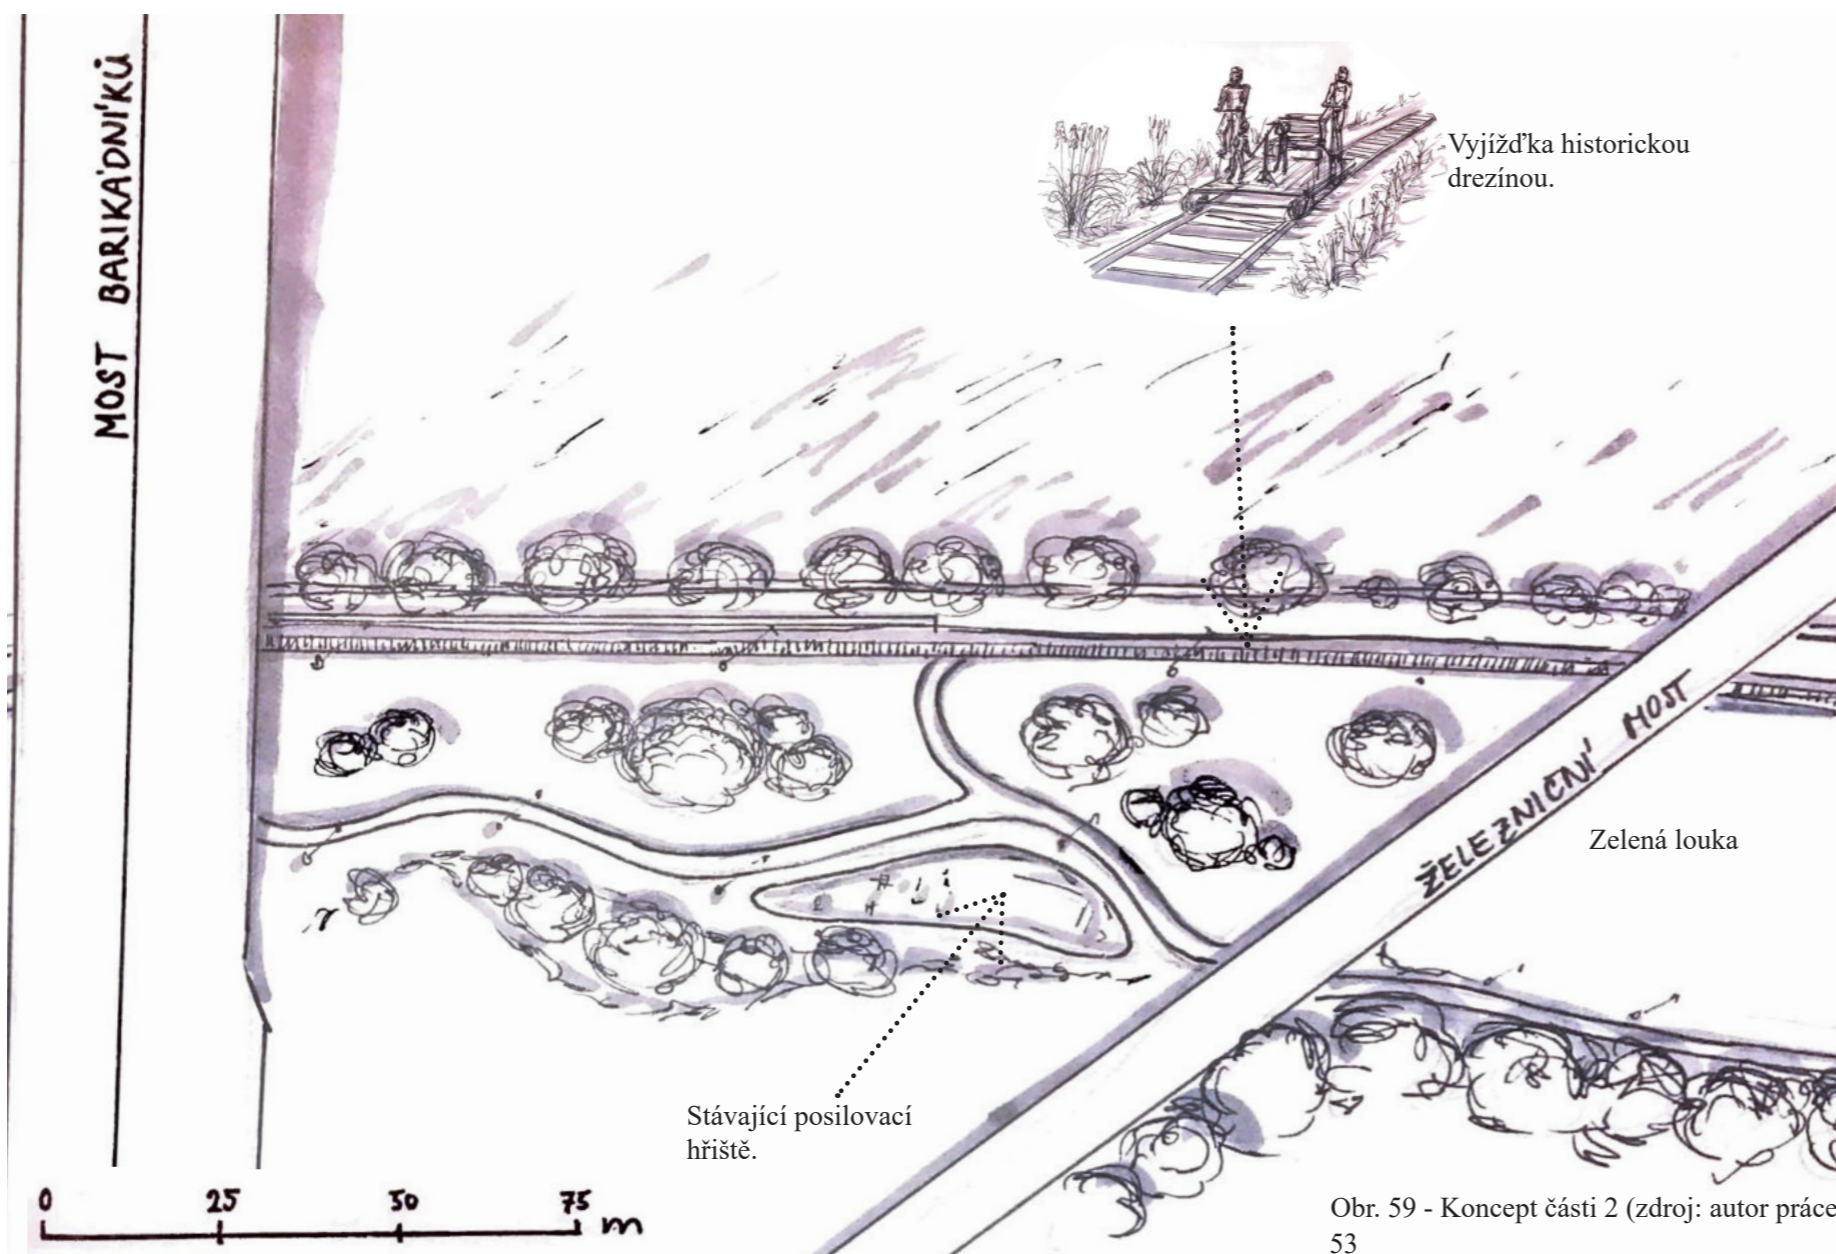 MOST BARIKÁDNÍKŮ
Vyjížďka historickou
drezínou.
ŽELEZNIČNÍ MOST
Zelená louka
Stávající posilovací
hřiště.
0 25 50 75 m
Obr. 59 - Koncept části 2 (zdroj: autor práce
53